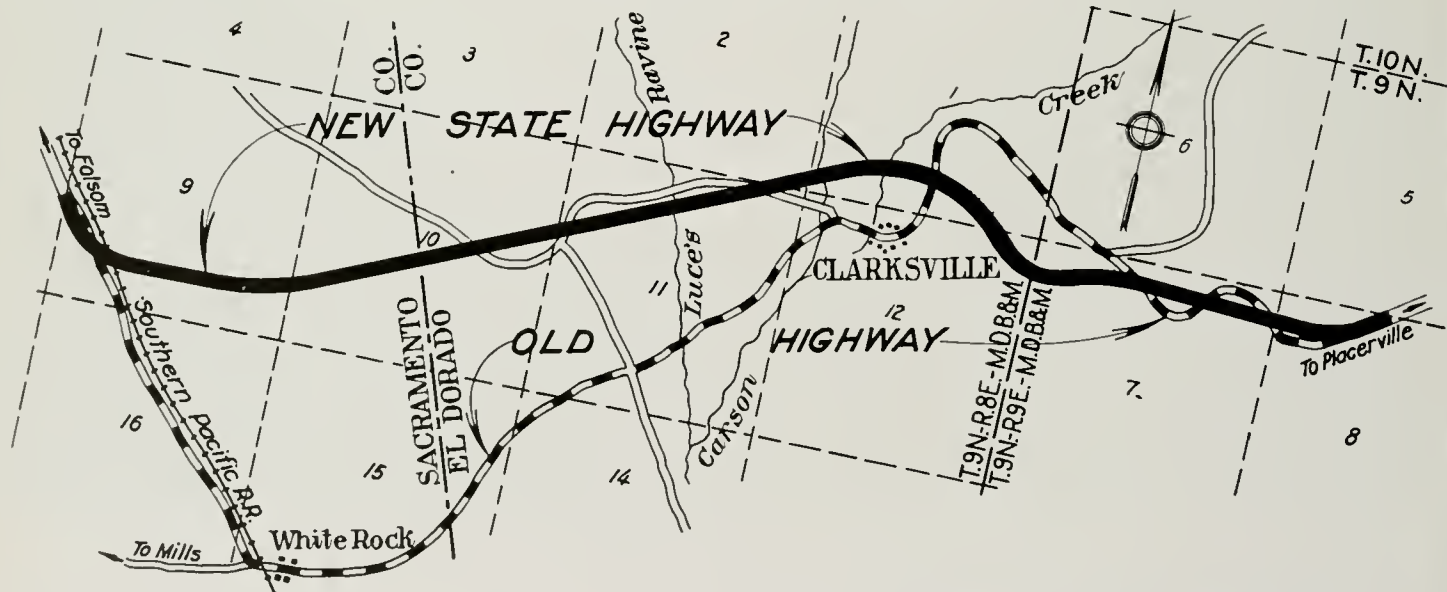 4
3
2
1
T.10N.
T.9N.
CO.
CO.
Ravine
Creek
NEW STATE HIGHWAY
6
To Folsom
9
5
10
Luce's
11
CLARKSVILLE
12
SACRAMENTO
EL DORADO
Southern Pacific R.R.
OLD HIGHWAY
T.9N-R.8E.-M.D.B.&M.
T.9N-R.9E.-M.D.B.&M.
To Placerville
7
16
Carson
8
15
14
White Rock
To Mills